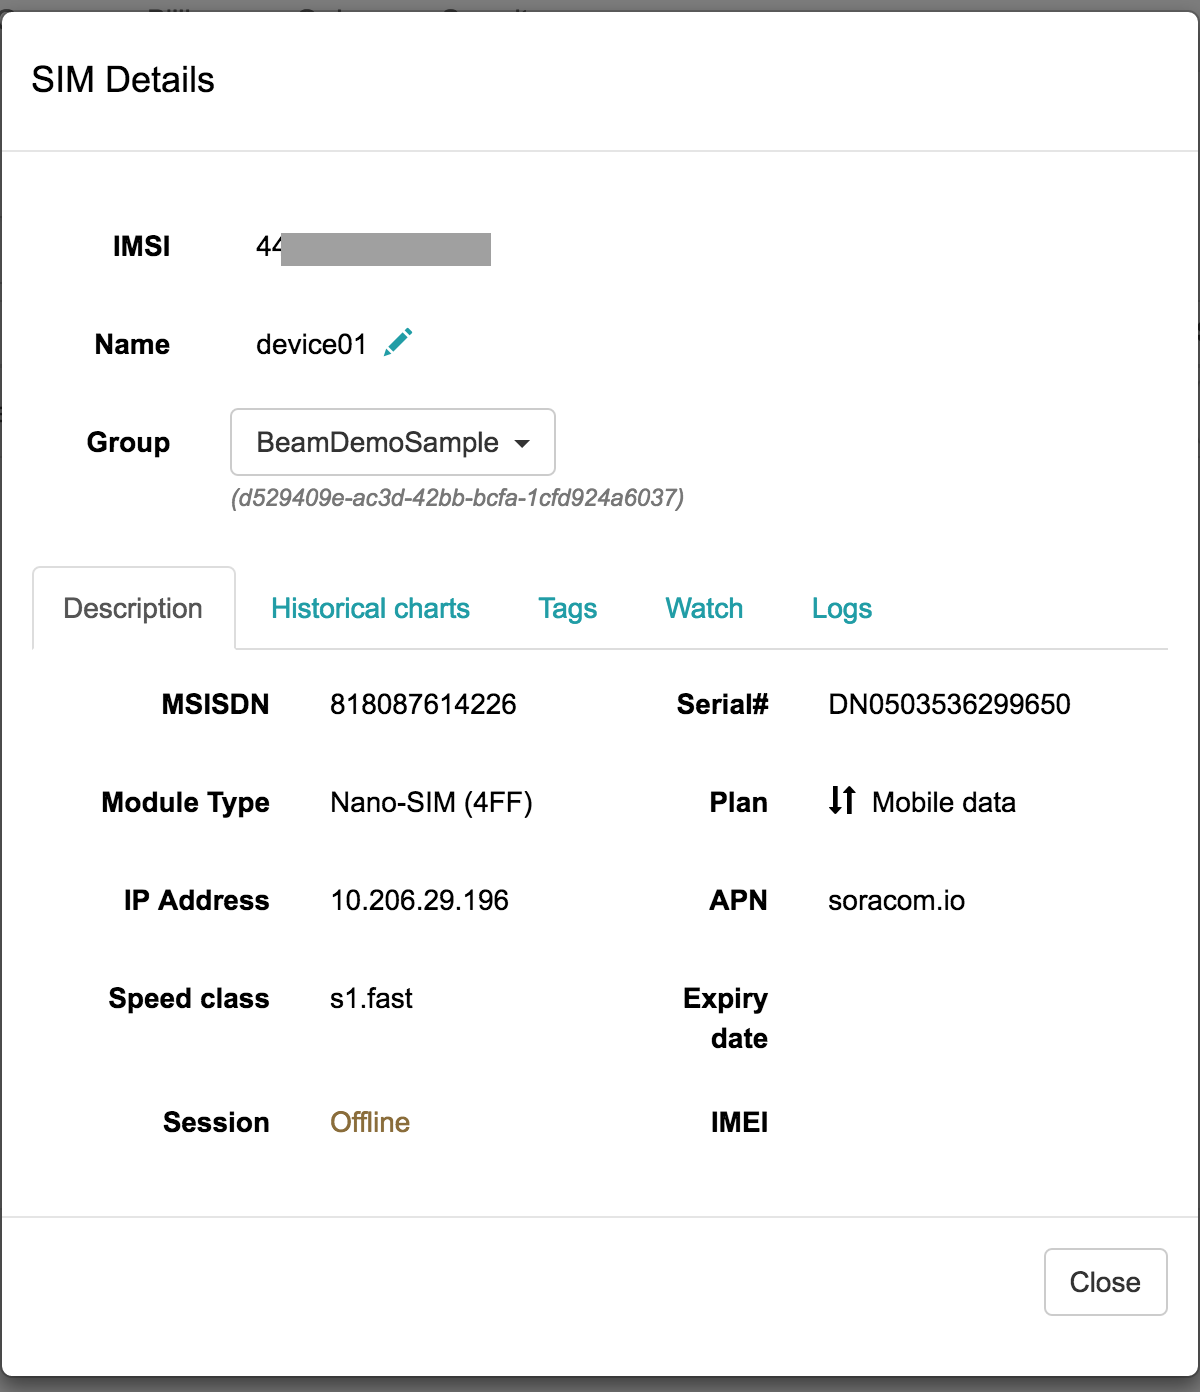 SIM Details
IMSI 44
Name device01
Group BeamDemoSample
(d529409e-ac3d-42bb-bcfa-1cfd924a6037)
Description Historical charts Tags Watch Logs
MSISDN 818087614226 Serial# DN0503536299650
Module Type Nano-SIM (4FF) Plan Mobile data
IP Address 10.206.29.196 APN soracom.io
Speed class s1.fast Expiry
date
Session Offline IMEI
Close